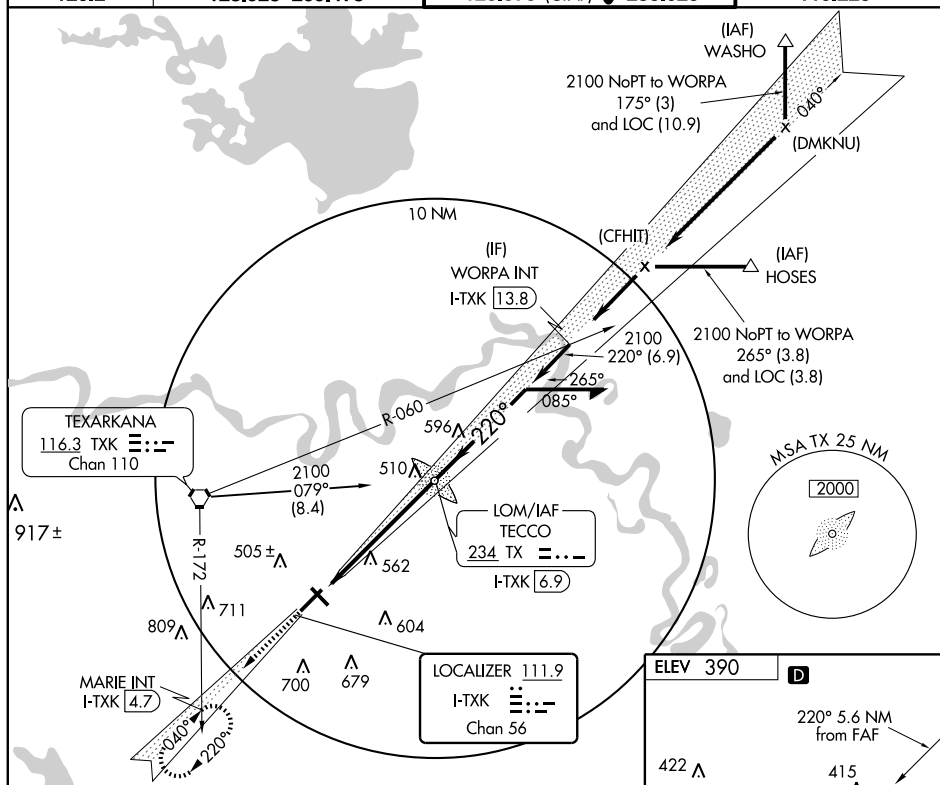 (IAF)
WASHO
2100 NoPT to WORPA
175° (3)
and LOC (10.9)
040°
(DMKNU)
10 NM
(CFHIT)
(IAF)
HOSES
(IF)
WORPA INT
I-TXK 13.8
2100
220° (6.9)
2100 NoPT to WORPA
265° (3.8)
and LOC (3.8)
265°
085°
TEXARKANA
116.3 TXK
Chan 110
R-060
596
220°
MSA TX 25 NM
2000
510
2100
079°
(8.4)
917 ±
LOM/IAF
TECCO
234 TX
I-TXK 6.9
R-172
505 ±
562
711
809
604
700
679
MARIE INT
I-TXK 4.7
040°
220°
LOCALIZER 111.9
I-TXK
Chan 56
ELEV 390
D
220° 5.6 NM
from FAF
422
415